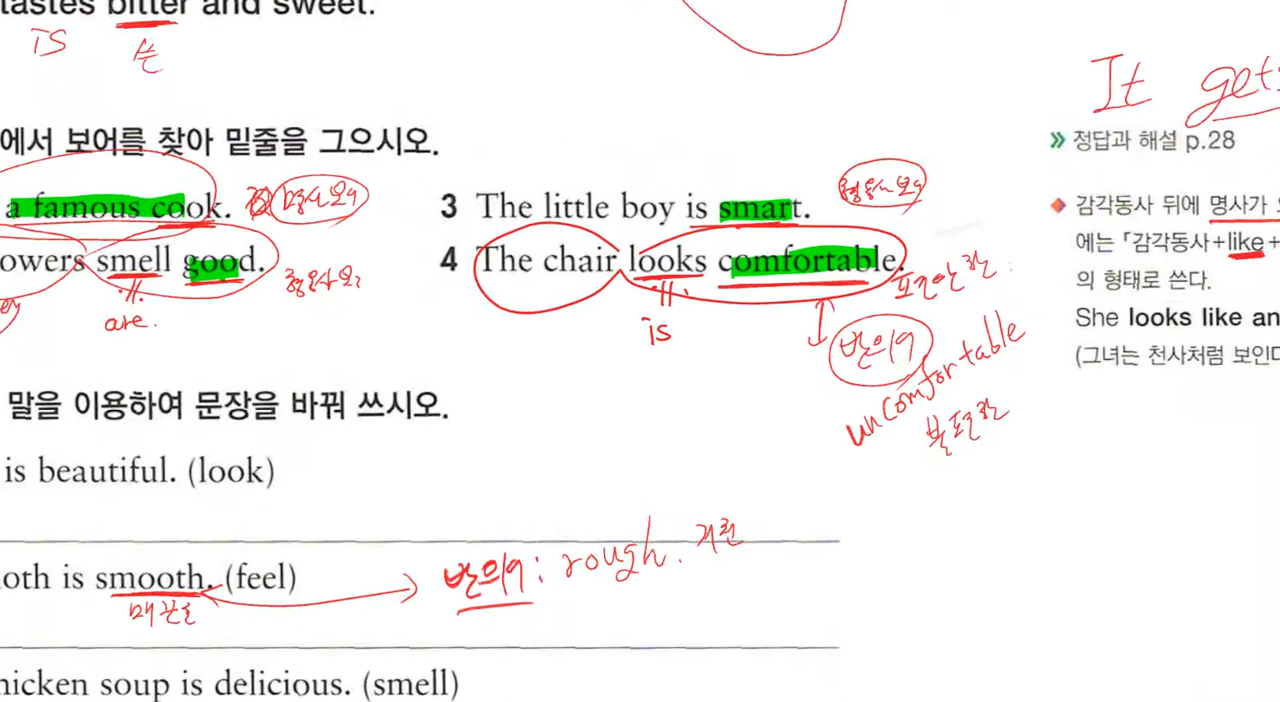 tastes bitter and sweet.
is 쓴
It gets
에서 보어를 찾아 밑줄을 그으시오.
» 정답과 해설 p.28
a famous cook. 명사보어
3 The little boy is smart. 형용사보어
owers smell good. 형용사보어
are.
4 The chair looks comfortable. 편안한
is
반의어
uncomfortable
불편한
감각동사 뒤에 명사가
에는 「감각동사+like+
의 형태로 쓴다.
She looks like an
(그녀는 천사처럼 보인다
말을 이용하여 문장을 바꿔 쓰시오.
is beautiful. (look)
oth is smooth. (feel) 반의어: rough. 거친
매끈
hicken soup is delicious. (smell)